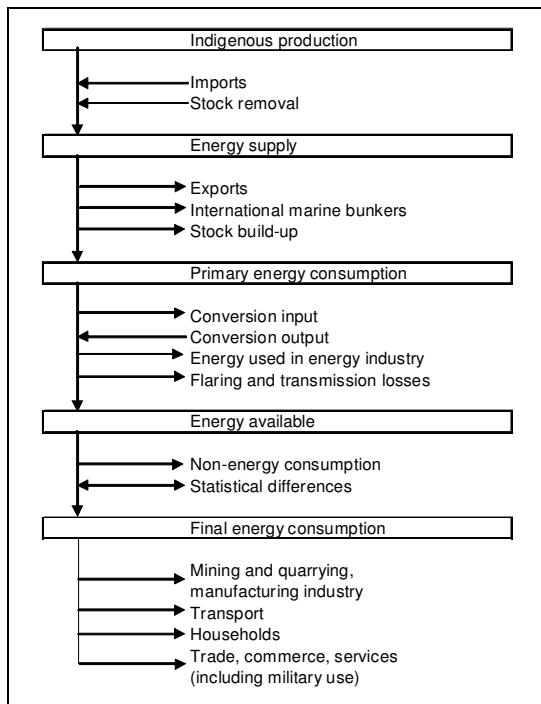 Indigenous production
Imports
Stock removal
Energy supply
Exports
International marine bunkers
Stock build-up
Primary energy consumption
Conversion input
Conversion output
Energy used in energy industry
Flaring and transmission losses
Energy available
Non-energy consumption
Statistical differences
Final energy consumption
Mining and quarrying,
manufacturing industry
Transport
Households
Trade, commerce, services
(including military use)